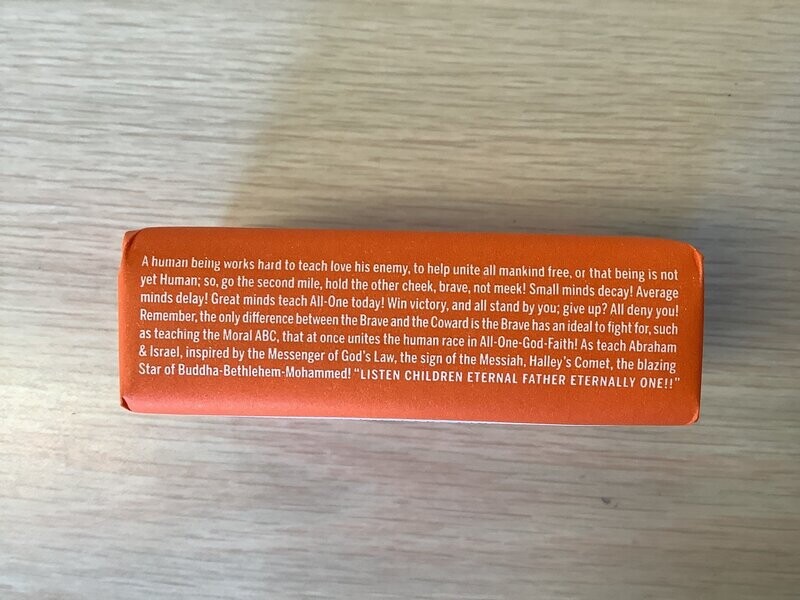 A human being works hard to teach love his enemy, to help unite all mankind free, or that being is not
yet Human; so, go the second mile, hold the other cheek, brave, not meek! Small minds decay! Average
minds delay! Great minds teach All-One today! Win victory, and all stand by you; give up? All deny you!
Remember, the only difference between the Brave and the Coward is the Brave has an ideal to fight for, such
as teaching the Moral ABC, that at once unites the human race in All-One-God-Faith! As teach Abraham
& Israel, inspired by the Messenger of God's Law, the sign of the Messiah, Halley's Comet, the blazing
Star of Buddha-Bethlehem-Mohammed! “LISTEN CHILDREN ETERNAL FATHER ETERNALLY ONE!!”